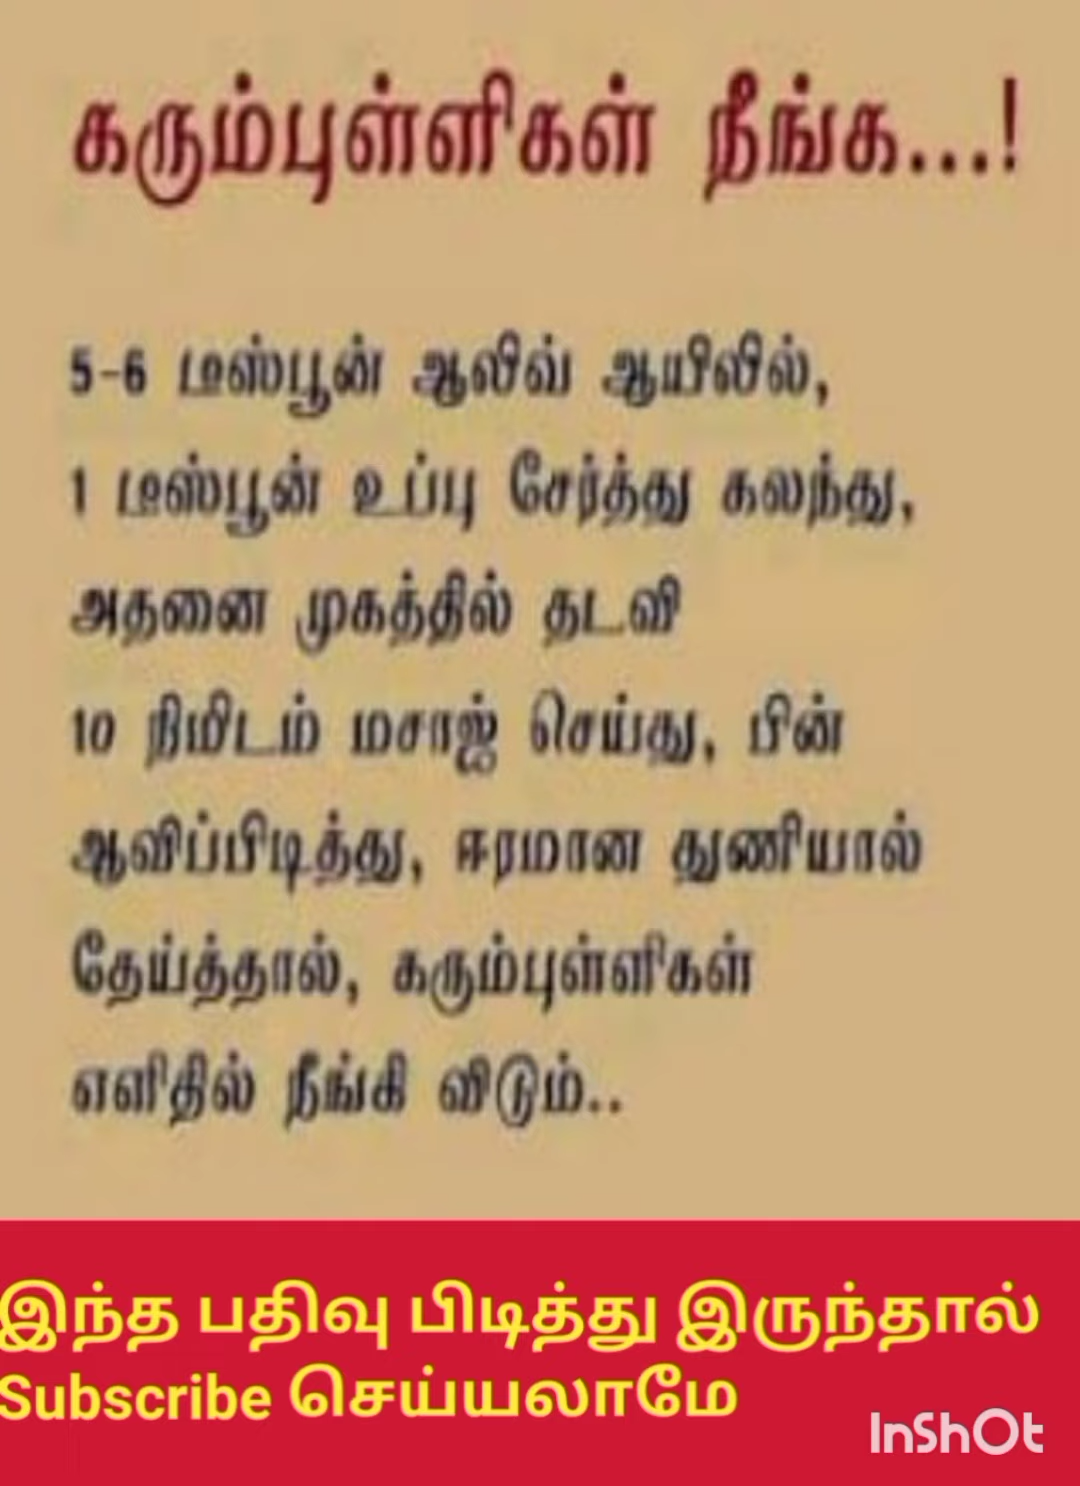 கரும்புள்ளிகள் நீங்க...!
5-6 டீஸ்பூன் ஆலிவ் ஆயிலில்,
1 டீஸ்பூன் உப்பு சேர்த்து கலந்து,
அதனை முகத்தில் தடவி
10 நிமிடம் மசாஜ் செய்து, பின்
ஆவிப்பிடித்து, ஈரமான துணியால்
தேய்த்தால், கரும்புள்ளிகள்
எளிதில் நீங்கி விடும்..
இந்த பதிவு பிடித்து இருந்தால்
Subscribe செய்யலாமே
InShOt